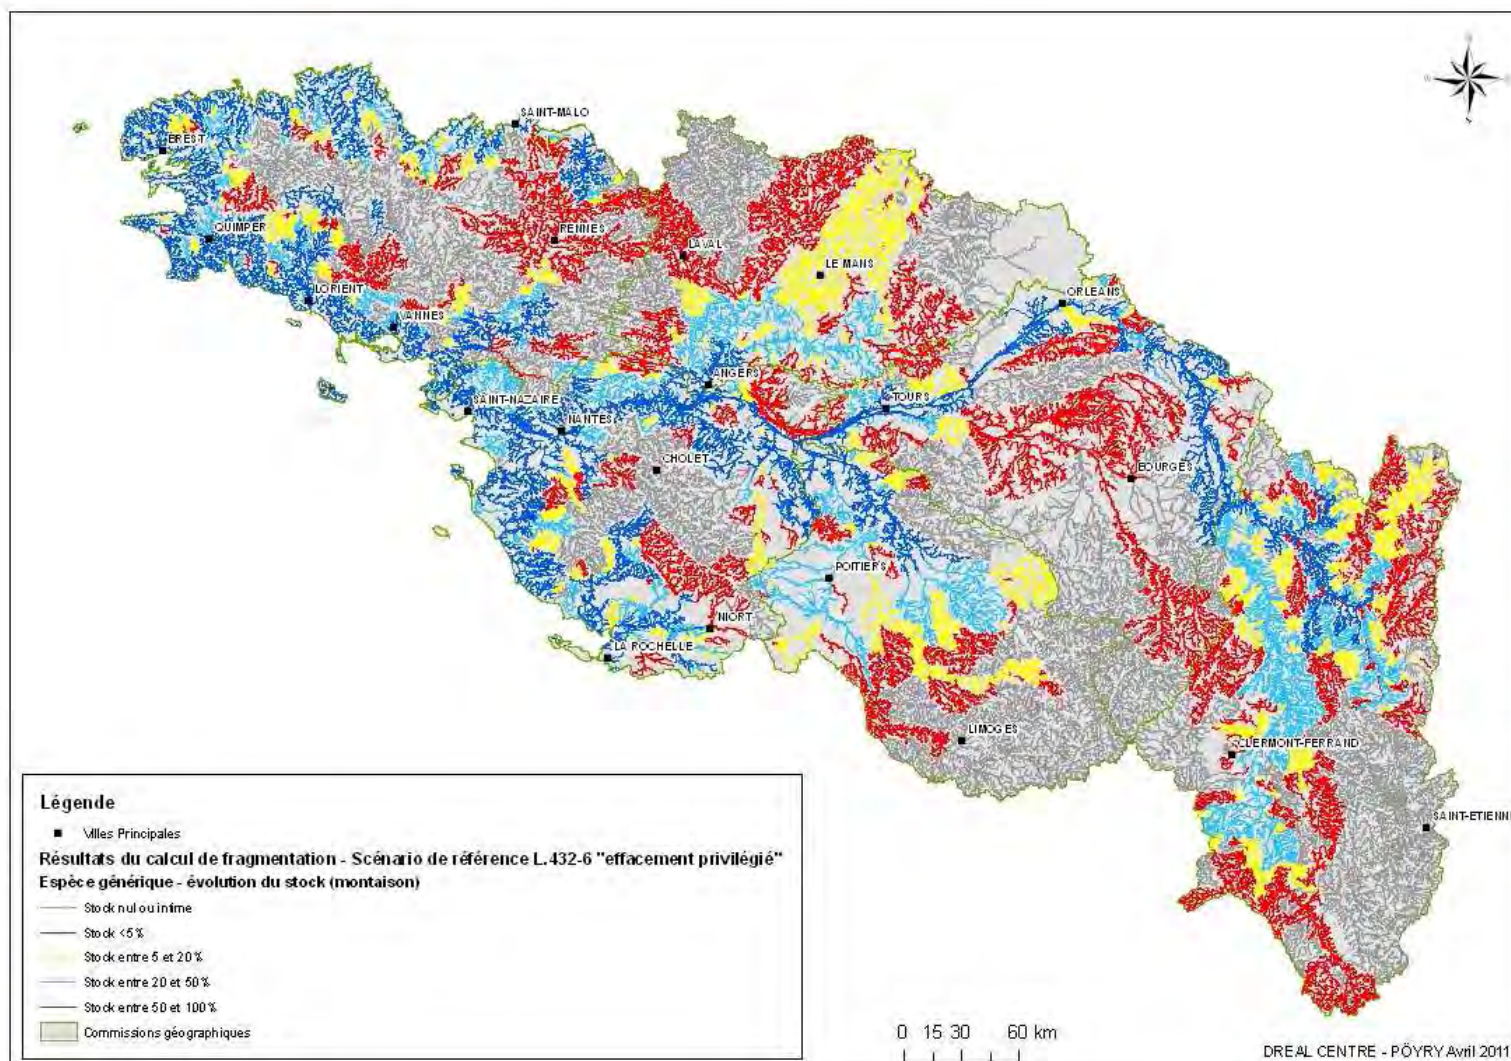 SAINT-MALO
BREST
QUIMPER
RENNES
LAVAL
LE MANS
ORLEANS
LORIENT
VANNES
ANGERS
TOURS
SAINT-NAZAIRE
NANTES
CHOLET
BOURGES
POITIERS
NIORT
LA ROCHELLE
LIMOGES
CLERMONT-FERRAND
SAINT-ETIENNE
Légende
Villes Principales
Résultats du calcul de fragmentation - Scénario de référence L.432-6 "effacement privilégié"
Espèce générique - évolution du stock (montaison)
Stock nul ou infime
Stock <5%
Stock entre 5 et 20%
Stock entre 20 et 50%
Stock entre 50 et 100%
Commissions géographiques
0 15 30 60 km
DREAL CENTRE - PÖYRY Avril 2011